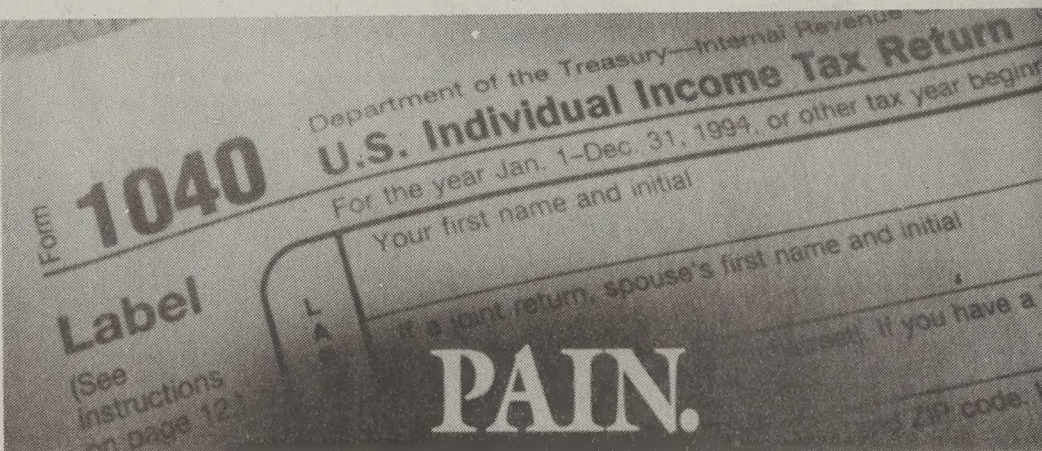 Department of the Treasury—Internal Revenue
Form 1040 U.S. Individual Income Tax Return
For the year Jan. 1–Dec. 31, 1994, or other tax year beginn
Your first name and initial
Label
(See
instructions
on page 12.)
L
A
B
If a joint return, spouse's first name and initial
If you have a
ZIP code.
PAIN.